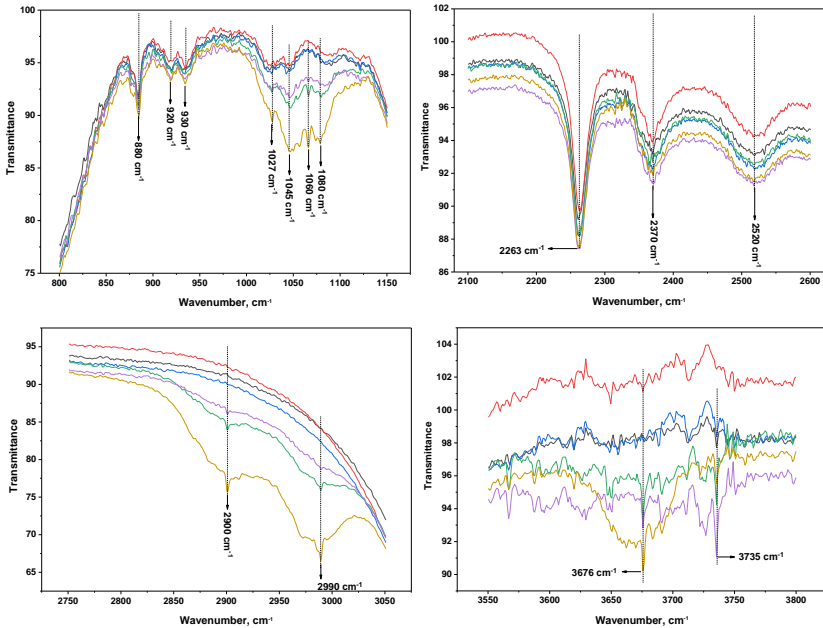 100
95
90
85
80
75
Transmittance
880 cm⁻¹
920 cm⁻¹
930 cm⁻¹
1027 cm⁻¹
1045 cm⁻¹
1060 cm⁻¹
1080 cm⁻¹
800 850 900 950 1000 1050 1100 1150
Wavenumber, cm⁻¹
102
100
98
96
94
92
90
88
86
Transmittance
2263 cm⁻¹
2370 cm⁻¹
2520 cm⁻¹
2100 2200 2300 2400 2500 2600
Wavenumber, cm⁻¹
95
90
85
80
75
70
65
Transmittance
2900 cm⁻¹
2990 cm⁻¹
2750 2800 2850 2900 2950 3000 3050
Wavenumber, cm⁻¹
104
102
100
98
96
94
92
90
Transmittance
3735 cm⁻¹
3676 cm⁻¹
3550 3600 3650 3700 3750 3800
Wavenumber, cm⁻¹